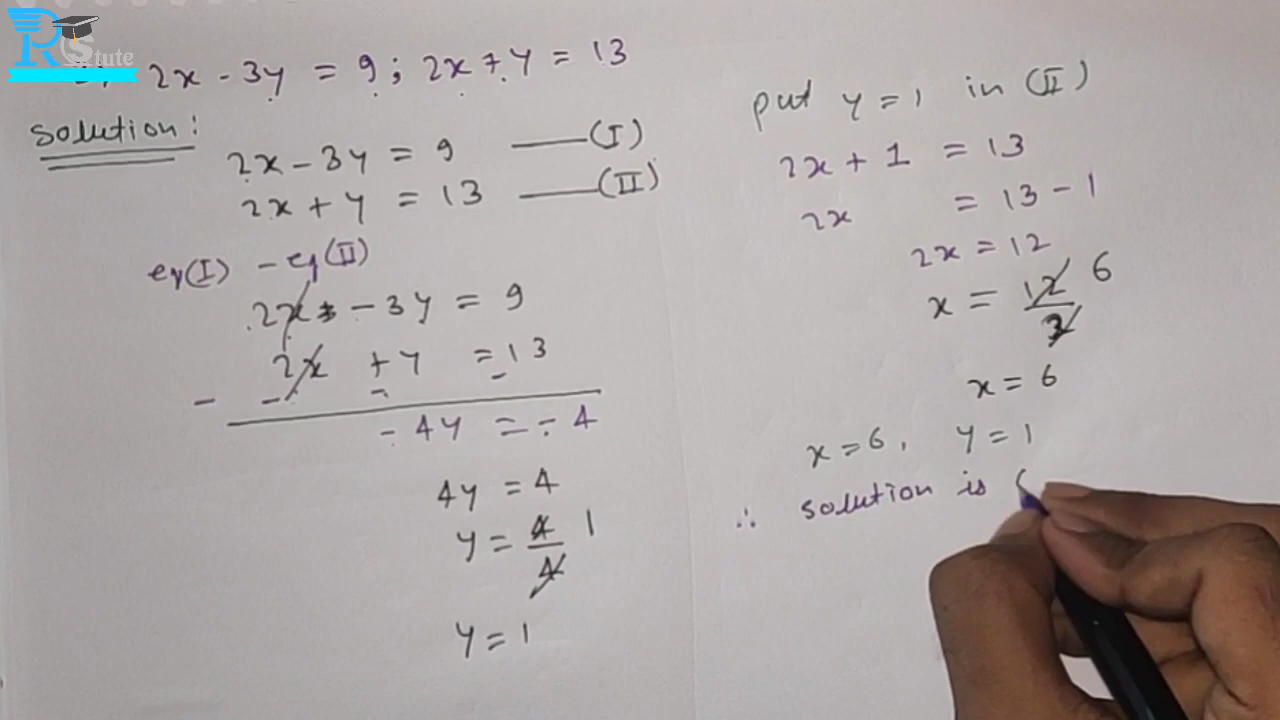 RiStute
2x - 3y = 9 ; 2x + y = 13
Solution :
2x - 3y = 9 —— (I)
2x + y = 13 —— (II)
eq(I) - eq(II)
2x - 3y = 9
2x + y = 13
- - - -
- 4y = - 4
4y = 4
y = 4/4 1
y = 1
put y = 1 in (II)
2x + 1 = 13
2x = 13 - 1
2x = 12
x = 12/2 6
x = 6
x = 6, y = 1
∴ solution is (